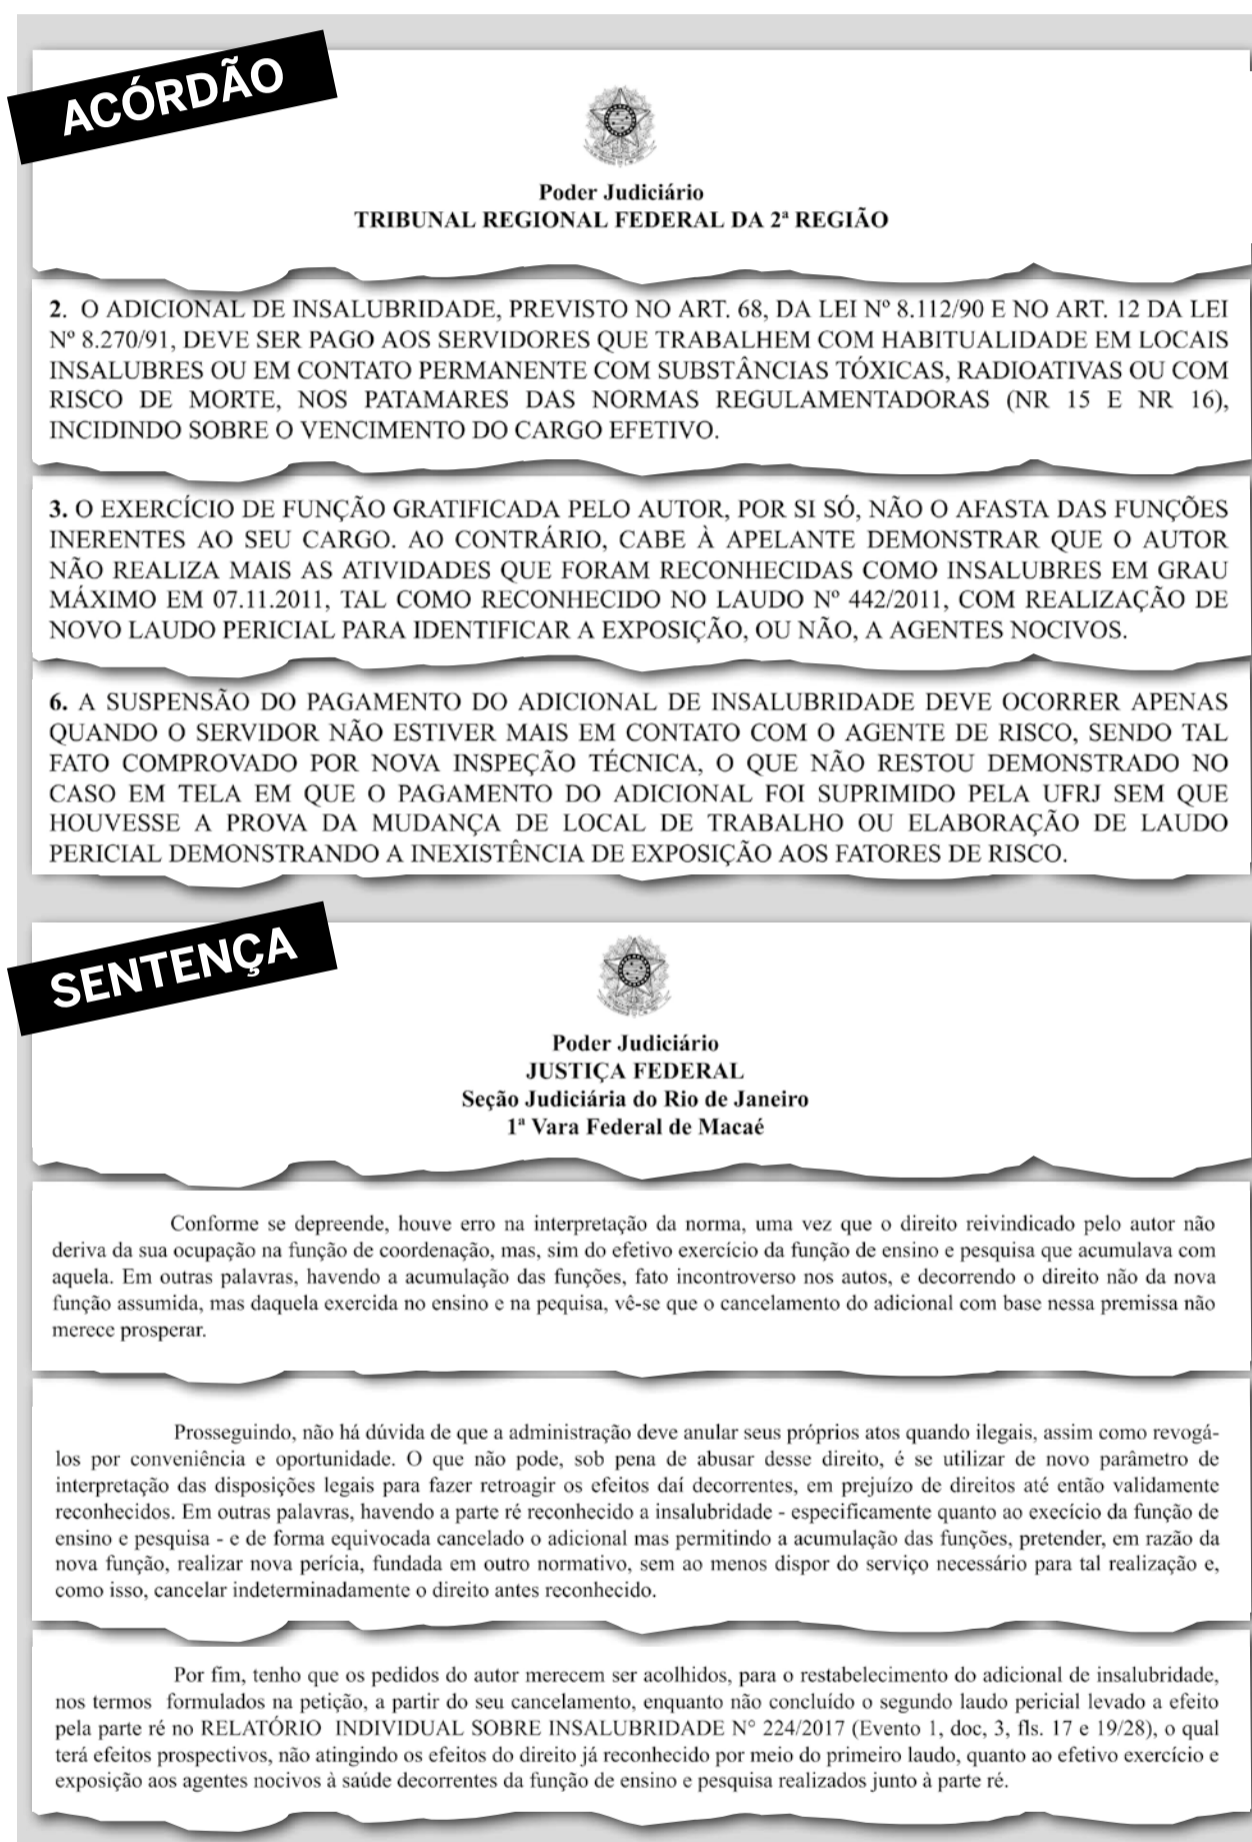 ACÓRDÃO
Poder Judiciário
TRIBUNAL REGIONAL FEDERAL DA 2ª REGIÃO
2. O ADICIONAL DE INSALUBRIDADE, PREVISTO NO ART. 68, DA LEI Nº 8.112/90 E NO ART. 12 DA LEI
Nº 8.270/91, DEVE SER PAGO AOS SERVIDORES QUE TRABALHEM COM HABITUALIDADE EM LOCAIS
INSALUBRES OU EM CONTATO PERMANENTE COM SUBSTÂNCIAS TÓXICAS, RADIOATIVAS OU COM
RISCO DE MORTE, NOS PATAMARES DAS NORMAS REGULAMENTADORAS (NR 15 E NR 16),
INCIDINDO SOBRE O VENCIMENTO DO CARGO EFETIVO.
3. O EXERCÍCIO DE FUNÇÃO GRATIFICADA PELO AUTOR, POR SI SÓ, NÃO O AFASTA DAS FUNÇÕES
INERENTES AO SEU CARGO. AO CONTRÁRIO, CABE À APELANTE DEMONSTRAR QUE O AUTOR
NÃO REALIZA MAIS AS ATIVIDADES QUE FORAM RECONHECIDAS COMO INSALUBRES EM GRAU
MÁXIMO EM 07.11.2011, TAL COMO RECONHECIDO NO LAUDO Nº 442/2011, COM REALIZAÇÃO DE
NOVO LAUDO PERICIAL PARA IDENTIFICAR A EXPOSIÇÃO, OU NÃO, A AGENTES NOCIVOS.
6. A SUSPENSÃO DO PAGAMENTO DO ADICIONAL DE INSALUBRIDADE DEVE OCORRER APENAS
QUANDO O SERVIDOR NÃO ESTIVER MAIS EM CONTATO COM O AGENTE DE RISCO, SENDO TAL
FATO COMPROVADO POR NOVA INSPEÇÃO TÉCNICA, O QUE NÃO RESTOU DEMONSTRADO NO
CASO EM TELA EM QUE O PAGAMENTO DO ADICIONAL FOI SUPRIMIDO PELA UFRJ SEM QUE
HOUVESSE A PROVA DA MUDANÇA DE LOCAL DE TRABALHO OU ELABORAÇÃO DE LAUDO
PERICIAL DEMONSTRANDO A INEXISTÊNCIA DE EXPOSIÇÃO AOS FATORES DE RISCO.
SENTENÇA
Poder Judiciário
JUSTIÇA FEDERAL
Seção Judiciária do Rio de Janeiro
1ª Vara Federal de Macaé
Conforme se depreende, houve erro na interpretação da norma, uma vez que o direito reivindicado pelo autor não
deriva da sua ocupação na função de coordenação, mas, sim do efetivo exercício da função de ensino e pesquisa que acumulava com
aquela. Em outras palavras, havendo a acumulação das funções, fato incontroverso nos autos, e decorrendo o direito não da nova
função assumida, mas daquela exercida no ensino e na pequisa, vê-se que o cancelamento do adicional com base nessa premissa não
merece prosperar.
Prosseguindo, não há dúvida de que a administração deve anular seus próprios atos quando ilegais, assim como revogá-
los por conveniência e oportunidade. O que não pode, sob pena de abusar desse direito, é se utilizar de novo parâmetro de
interpretação das disposições legais para fazer retroagir os efeitos daí decorrentes, em prejuízo de direitos até então validamente
reconhecidos. Em outras palavras, havendo a parte ré reconhecido a insalubridade - especificamente quanto ao execício da função de
ensino e pesquisa - e de forma equivocada cancelado o adicional mas permitindo a acumulação das funções, pretender, em razão da
nova função, realizar nova perícia, fundada em outro normativo, sem ao menos dispor do serviço necessário para tal realização e,
como isso, cancelar indeterminadamente o direito antes reconhecido.
Por fim, tenho que os pedidos do autor merecem ser acolhidos, para o restabelecimento do adicional de insalubridade,
nos termos formulados na petição, a partir do seu cancelamento, enquanto não concluído o segundo laudo pericial levado a efeito
pela parte ré no RELATÓRIO INDIVIDUAL SOBRE INSALUBRIDADE N° 224/2017 (Evento 1, doc, 3, fls. 17 e 19/28), o qual
terá efeitos prospectivos, não atingindo os efeitos do direito já reconhecido por meio do primeiro laudo, quanto ao efetivo exercício e
exposição aos agentes nocivos à saúde decorrentes da função de ensino e pesquisa realizados junto à parte ré.